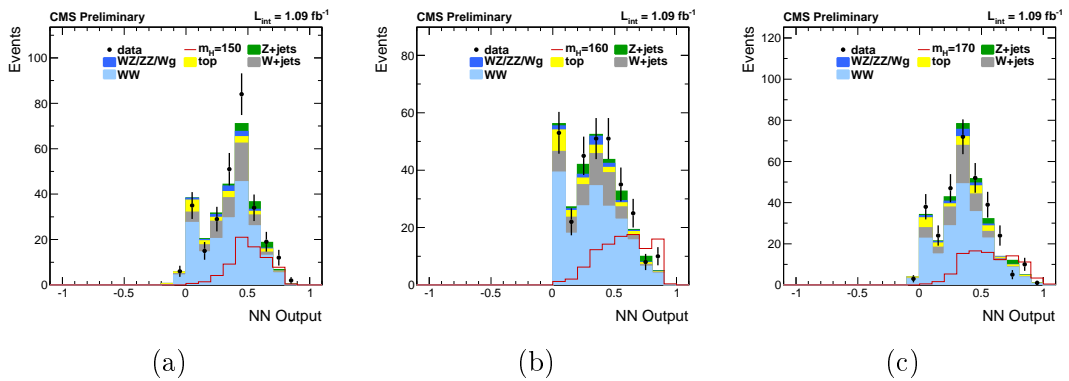 CMS Preliminary L_int = 1.09 fb⁻¹
Events
data m_H=150 Z+jets
WZ/ZZ/Wg top W+jets
WW
100
80
60
40
20
0
-1 -0.5 0 0.5 1
NN Output
(a)
CMS Preliminary L_int = 1.09 fb⁻¹
Events
data m_H=160 Z+jets
WZ/ZZ/Wg top W+jets
WW
80
60
40
20
0
-1 -0.5 0 0.5 1
NN Output
(b)
CMS Preliminary L_int = 1.09 fb⁻¹
Events
data m_H=170 Z+jets
WZ/ZZ/Wg top W+jets
WW
120
100
80
60
40
20
0
-1 -0.5 0 0.5 1
NN Output
(c)